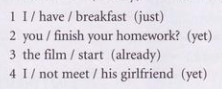 1 I / have / breakfast (just)
2 you / finish your homework? (yet)
3 the film / start (already)
4 I / not meet / his girlfriend (yet)